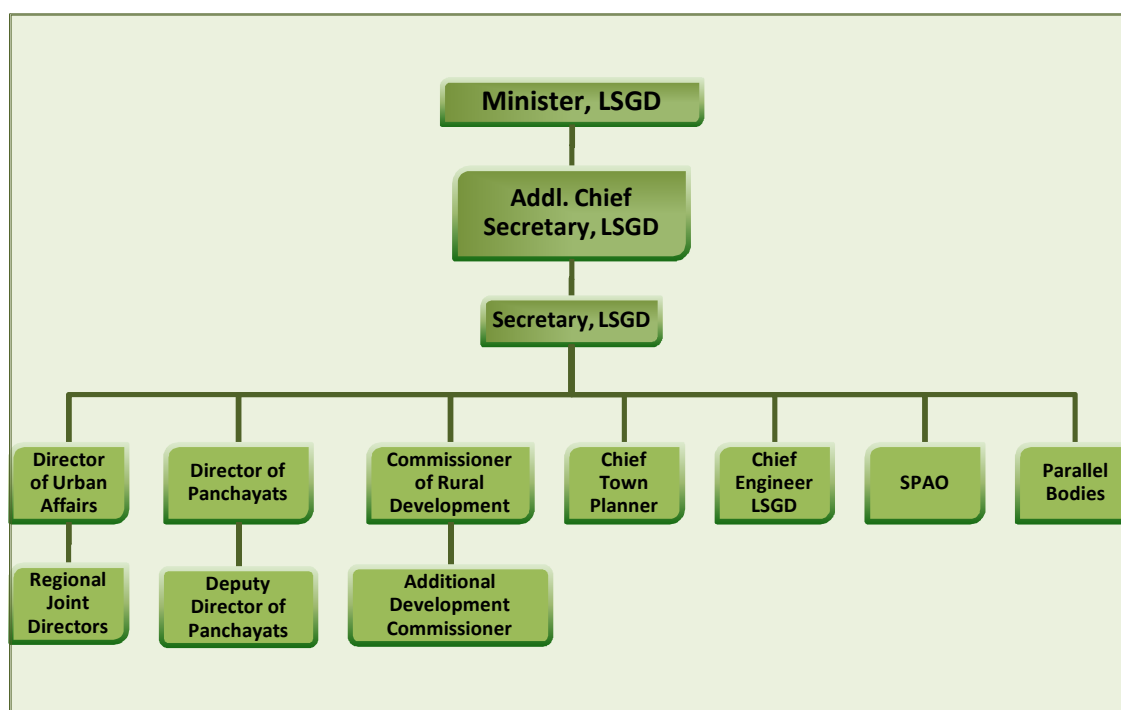 Minister, LSGD
Addl. Chief
Secretary, LSGD
Secretary, LSGD
Director
of Urban
Affairs
Director of
Panchayats
Commissioner
of Rural
Development
Chief
Town
Planner
Chief
Engineer
LSGD
SPAO
Parallel
Bodies
Regional
Joint
Directors
Deputy
Director of
Panchayats
Additional
Development
Commissioner